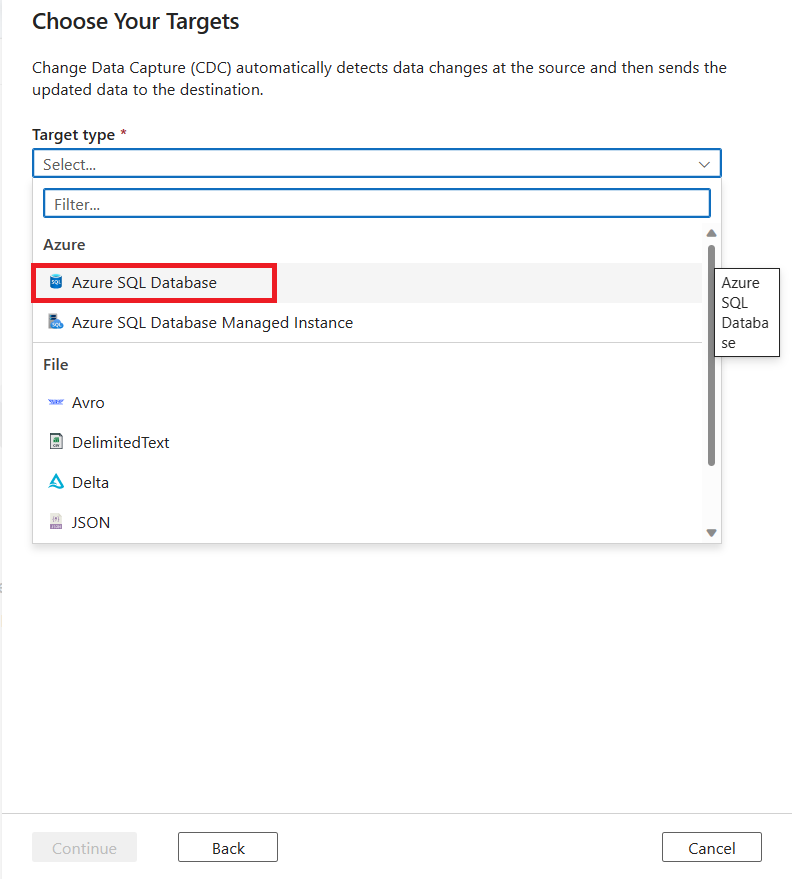 Choose Your Targets
Change Data Capture (CDC) automatically detects data changes at the source and then sends the
updated data to the destination.
Target type *
Select...
Filter...
Azure
Azure SQL Database
Azure SQL Database Managed Instance
Azure
SQL
Databa
se
File
Avro
DelimitedText
Delta
JSON
Continue
Back
Cancel